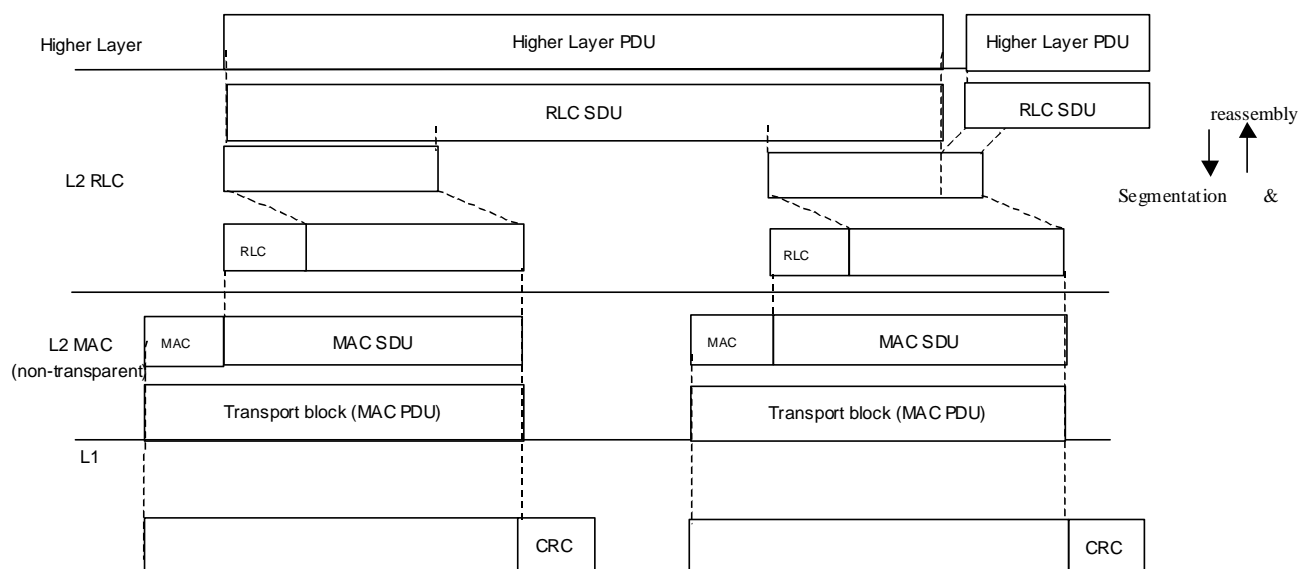 Higher Layer
Higher Layer PDU
Higher Layer PDU
RLC SDU
RLC SDU
reassembly
L2 RLC
Segmentation &
RLC
RLC
L2 MAC
(non-transparent)
MAC
MAC SDU
MAC
MAC SDU
Transport block (MAC PDU)
Transport block (MAC PDU)
L1
CRC
CRC